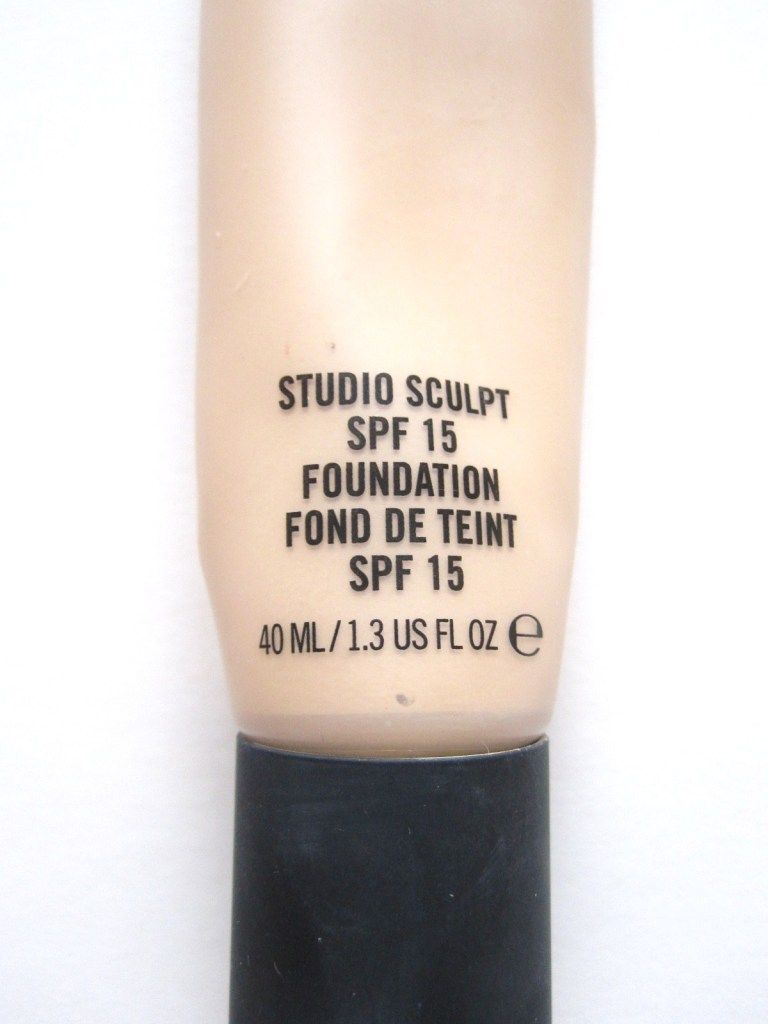 STUDIO SCULPT
SPF 15
FOUNDATION
FOND DE TEINT
SPF 15
40 ML / 1.3 US FL OZ ℮